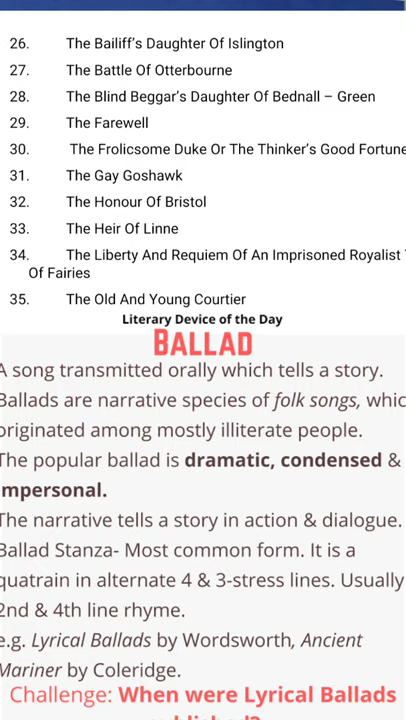 26. The Bailiff's Daughter Of Islington
27. The Battle Of Otterbourne
28. The Blind Beggar's Daughter Of Bednall – Green
29. The Farewell
30. The Frolicsome Duke Or The Thinker's Good Fortune
31. The Gay Goshawk
32. The Honour Of Bristol
33. The Heir Of Linne
34. The Liberty And Requiem Of An Imprisoned Royalist
Of Fairies
35. The Old And Young Courtier
Literary Device of the Day
BALLAD
A song transmitted orally which tells a story.
Ballads are narrative species of folk songs, whic
originated among mostly illiterate people.
The popular ballad is dramatic, condensed &
mpersonal.
The narrative tells a story in action & dialogue.
Ballad Stanza- Most common form. It is a
quatrain in alternate 4 & 3-stress lines. Usually
2nd & 4th line rhyme.
e.g. Lyrical Ballads by Wordsworth, Ancient
Mariner by Coleridge.
Challenge: When were Lyrical Ballads